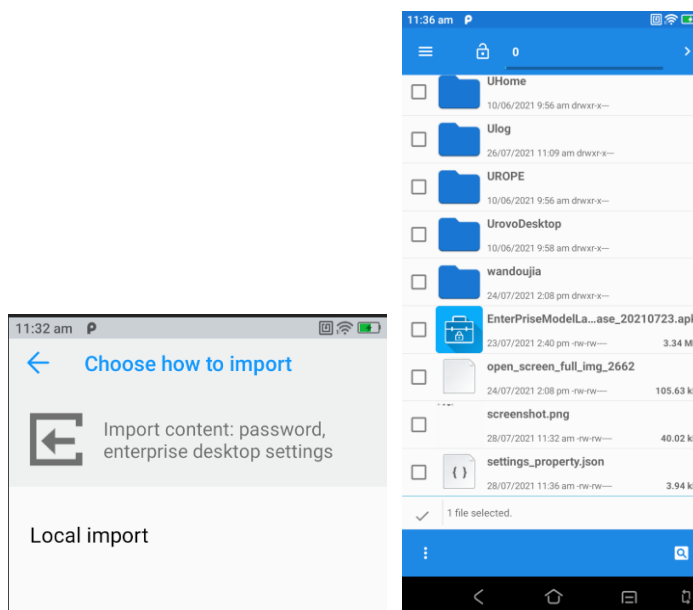 11:32 am
Choose how to import
Import content: password,
enterprise desktop settings
Local import
11:36 am
0
UHome
10/06/2021 9:56 am drwxr-x---
Ulog
26/07/2021 11:09 am drwxr-x---
UROPE
10/06/2021 9:56 am drwxr-x---
UrovoDesktop
10/06/2021 9:58 am drwxr-x---
wandoujia
24/07/2021 2:08 pm drwxr-x---
EnterPriseModelLa...ase_20210723.apk
23/07/2021 2:40 pm -rw-rw---- 3.34 M
open_screen_full_img_2662
24/07/2021 2:08 pm -rw-rw---- 105.63 k
screenshot.png
28/07/2021 11:32 am -rw-rw---- 40.02 k
settings_property.json
28/07/2021 11:36 am -rw-rw---- 3.94 k
1 file selected.